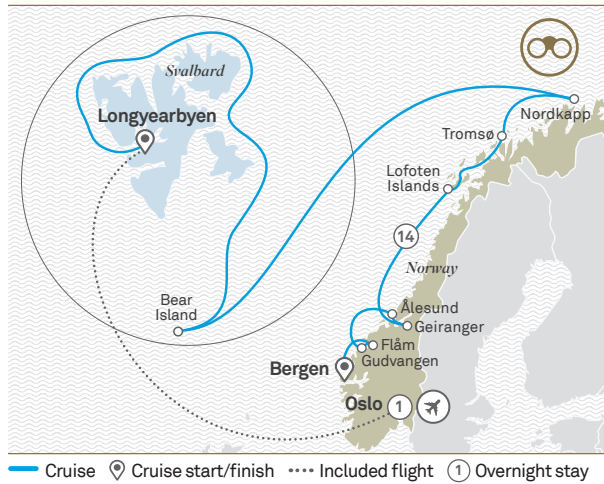 Svalbard
Longyearbyen
Nordkapp
Tromsø
Lofoten
Islands
14
Norway
Bear
Island
Ålesund
Geiranger
Flåm
Gudvangen
Bergen
Oslo 1
Cruise Cruise start/finish Included flight 1 Overnight stay